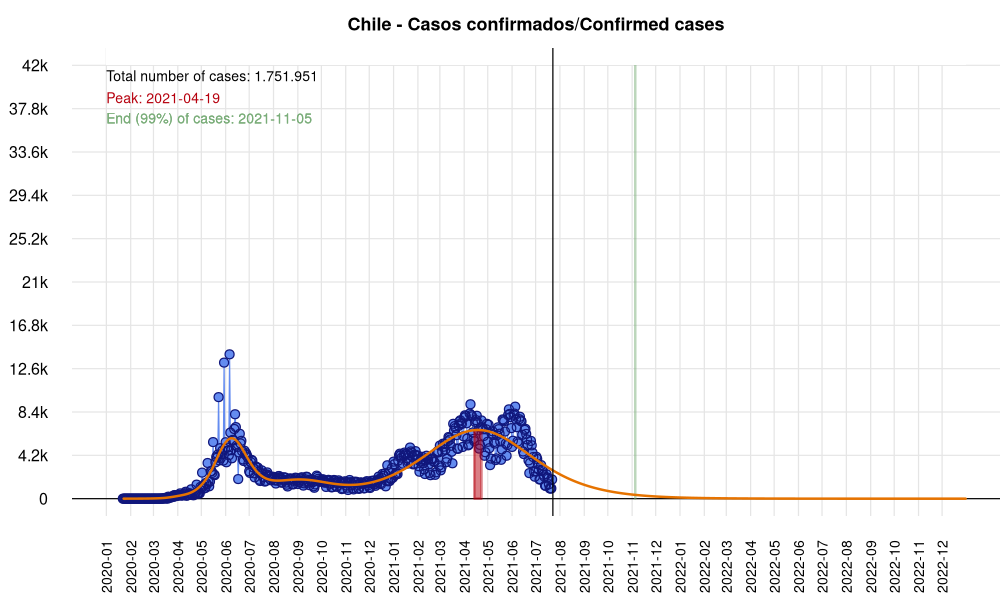 Chile - Casos confirmados/Confirmed cases
Total number of cases: 1.751.951
Peak: 2021-04-19
End (99%) of cases: 2021-11-05
42k
37.8k
33.6k
29.4k
25.2k
21k
16.8k
12.6k
8.4k
4.2k
0
2020-01
2020-02
2020-03
2020-04
2020-05
2020-06
2020-07
2020-08
2020-09
2020-10
2020-11
2020-12
2021-01
2021-02
2021-03
2021-04
2021-05
2021-06
2021-07
2021-08
2021-09
2021-10
2021-11
2021-12
2022-01
2022-02
2022-03
2022-04
2022-05
2022-06
2022-07
2022-08
2022-09
2022-10
2022-11
2022-12